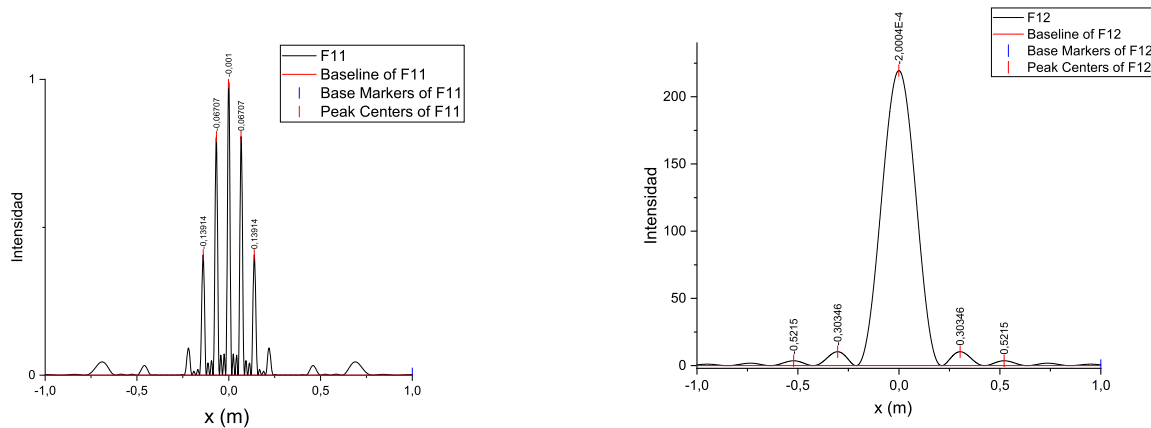 F11
Baseline of F11
Base Markers of F11
Peak Centers of F11
-0,001
-0,06707
0,06707
-0,13914
0,13914
1
0
Intensidad
-1,0
-0,5
0,0
0,5
1,0
x (m)
F12
Baseline of F12
Base Markers of F12
Peak Centers of F12
-2,0004E-4
-0,5215
-0,30346
0,30346
0,5215
200
150
100
50
0
Intensidad
-1,0
-0,5
0,0
0,5
1,0
x (m)